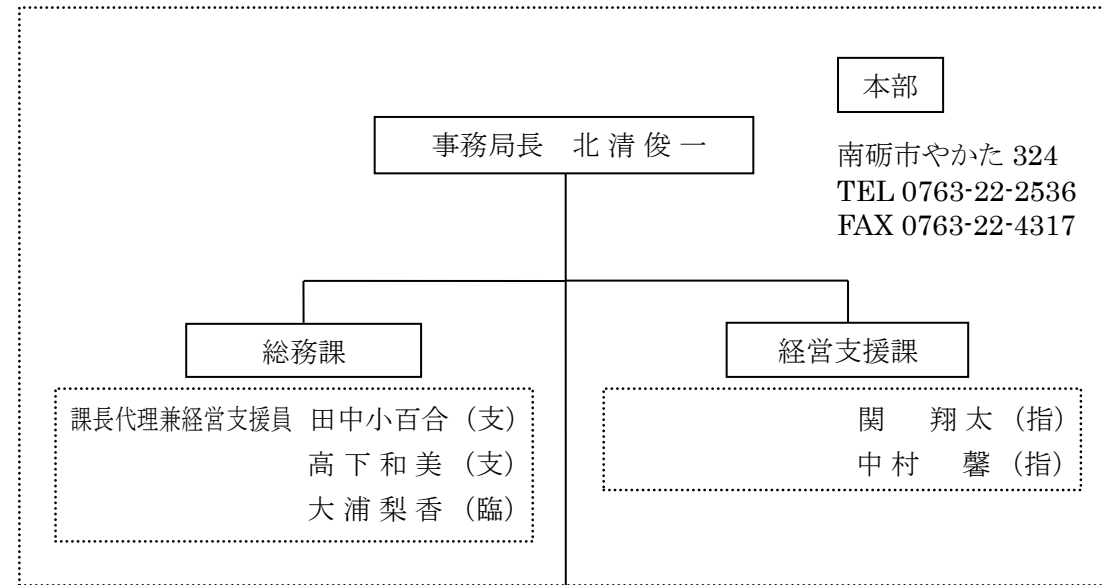 本部
事務局長　北清俊一
南砺市やかた 324
TEL 0763-22-2536
FAX 0763-22-4317
総務課
課長代理兼経営支援員 田中小百合（支）
高下和美（支）
大浦梨香（臨）
経営支援課
関　翔太（指）
中村　馨（指）